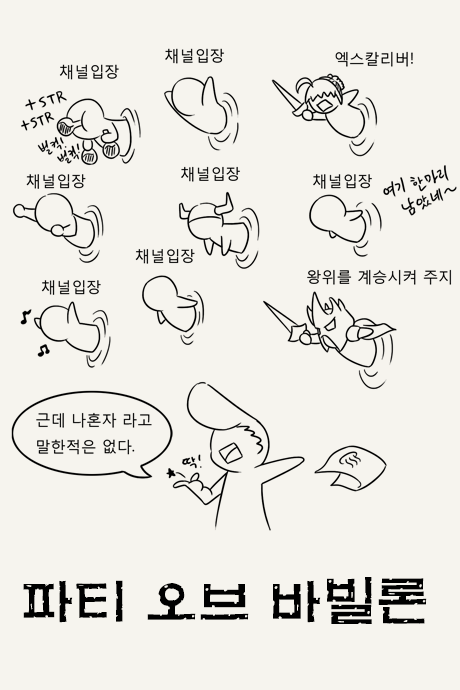 채널입장
채널입장
엑스칼리버!
+STR
+STR
벌컥!
벌컥!
채널입장
채널입장
채널입장
여기 한마리
남았네~
채널입장
채널입장
왕위를 계승시켜 주지
근데 나혼자 라고
말한적은 없다.
딱!
파티 오브 바빌론